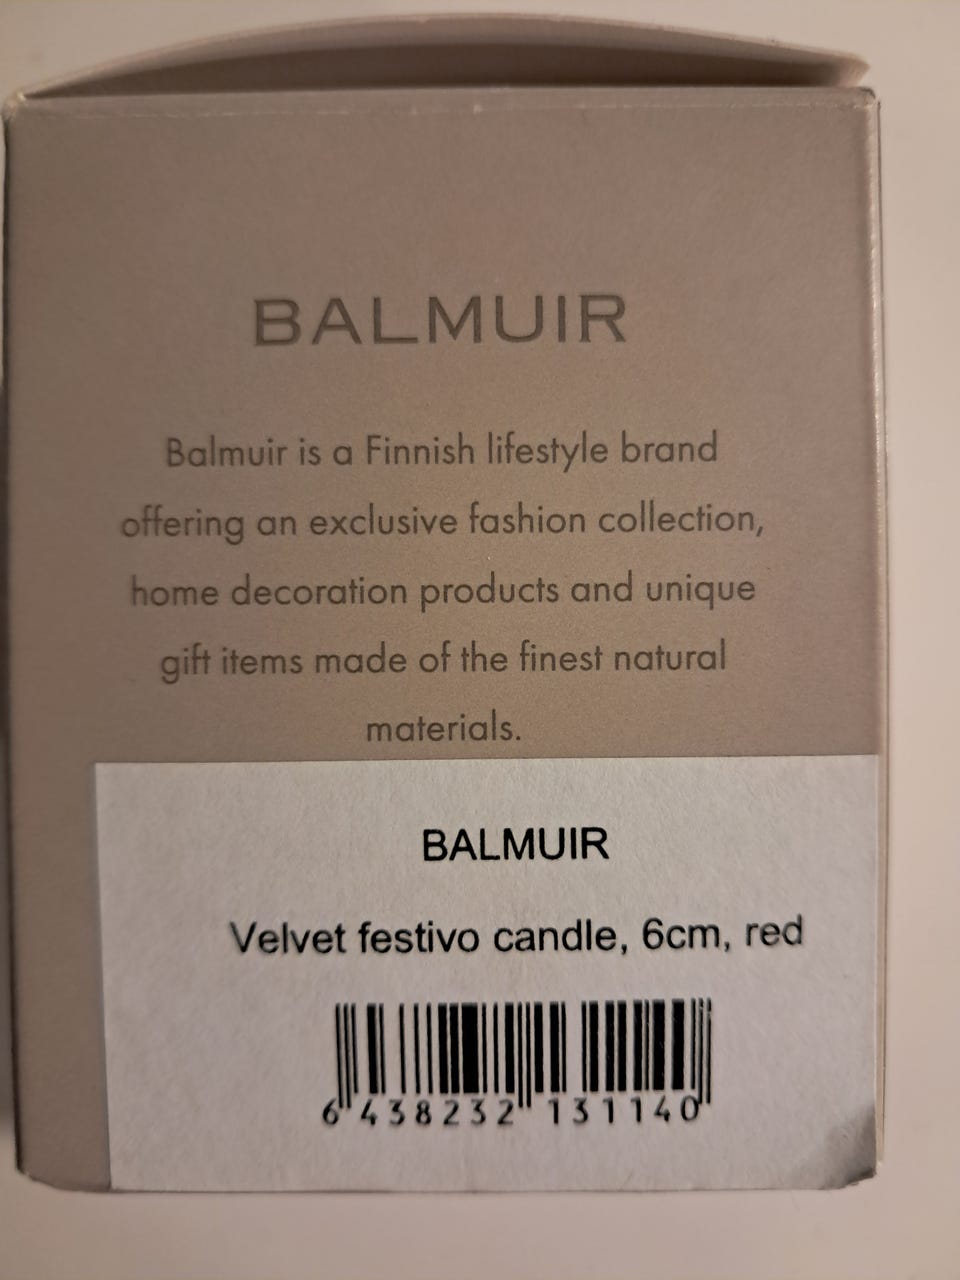 BALMUIR
Balmuir is a Finnish lifestyle brand
offering an exclusive fashion collection,
home decoration products and unique
gift items made of the finest natural
materials.
BALMUIR
Velvet festivo candle, 6cm, red
6 438232 131140